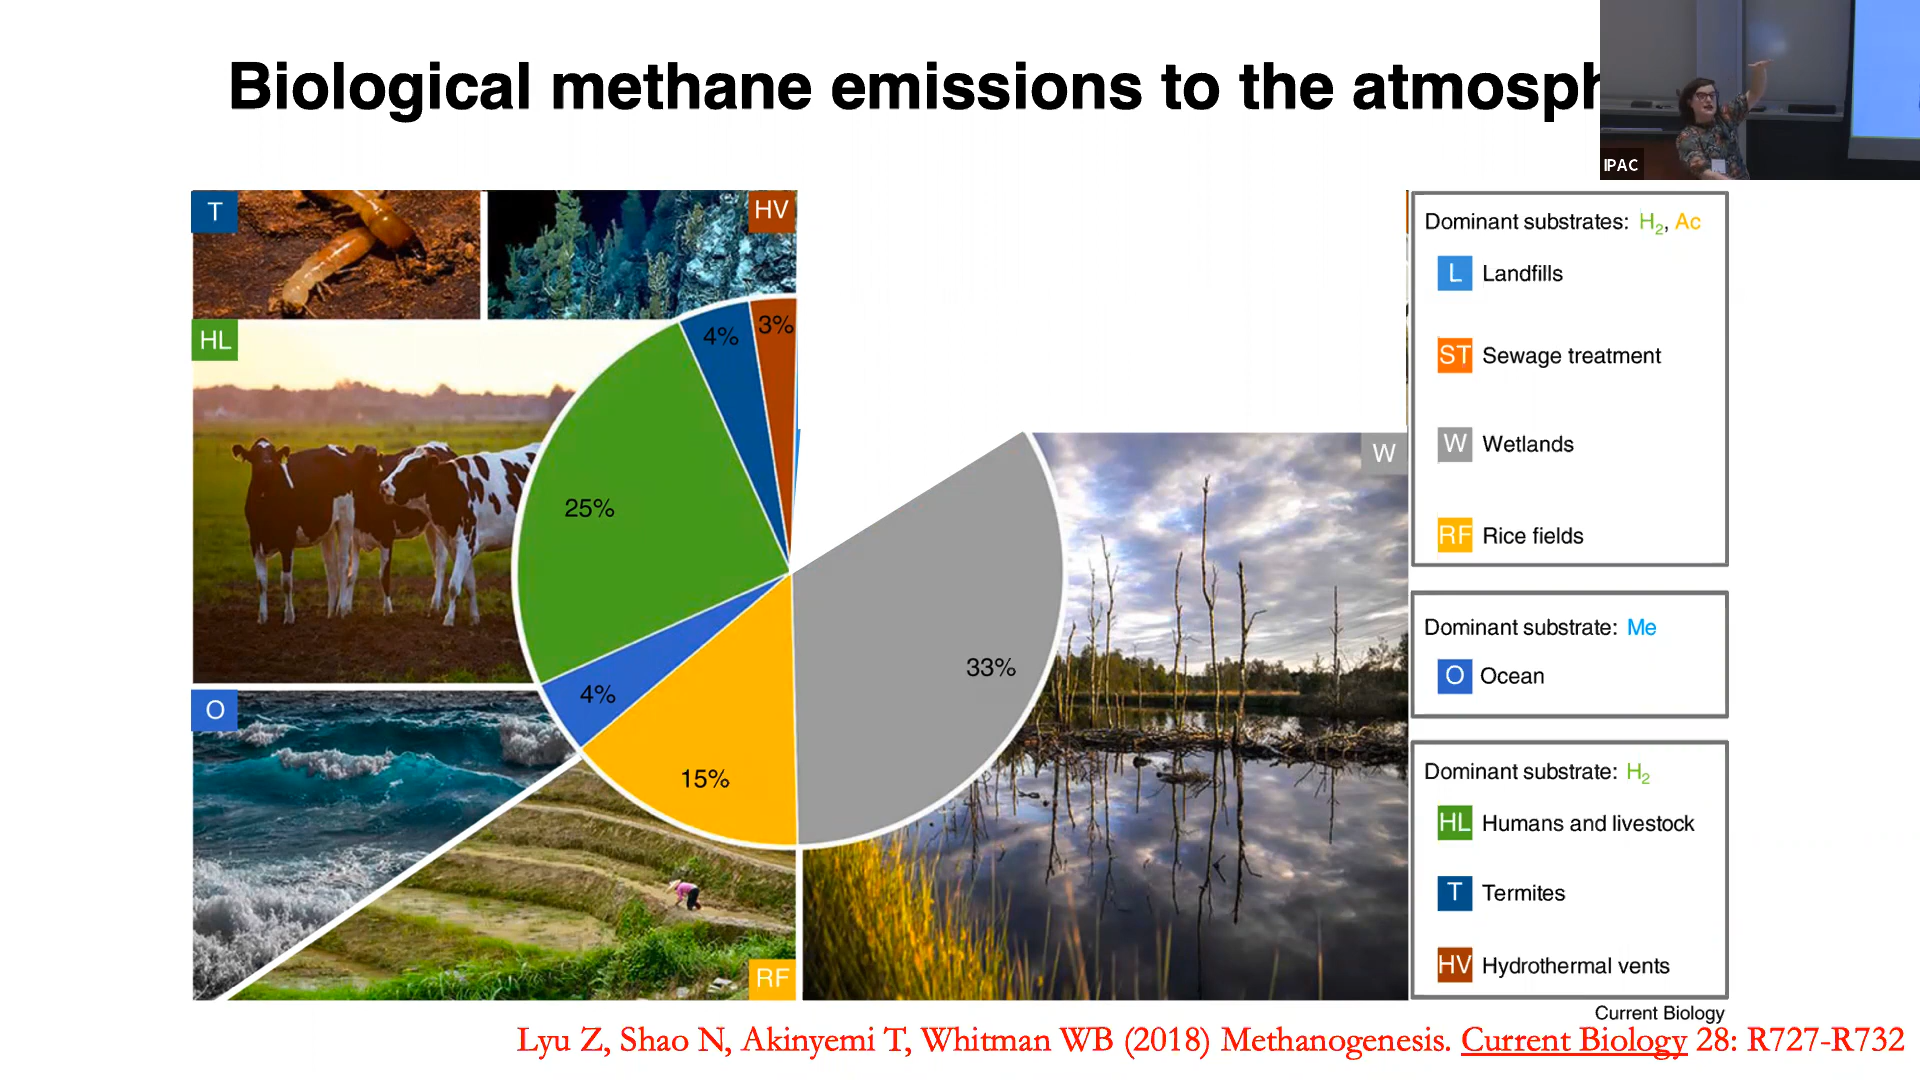 Biological methane emissions to the atmosph
IPAC
T
HV
HL
4%
3%
25%
4%
15%
33%
O
RF
W
Dominant substrates: H₂, Ac
L Landfills
ST Sewage treatment
W Wetlands
RF Rice fields
Dominant substrate: Me
O Ocean
Dominant substrate: H₂
HL Humans and livestock
T Termites
HV Hydrothermal vents
Current Biology
Lyu Z, Shao N, Akinyemi T, Whitman WB (2018) Methanogenesis. Current Biology 28: R727-R732